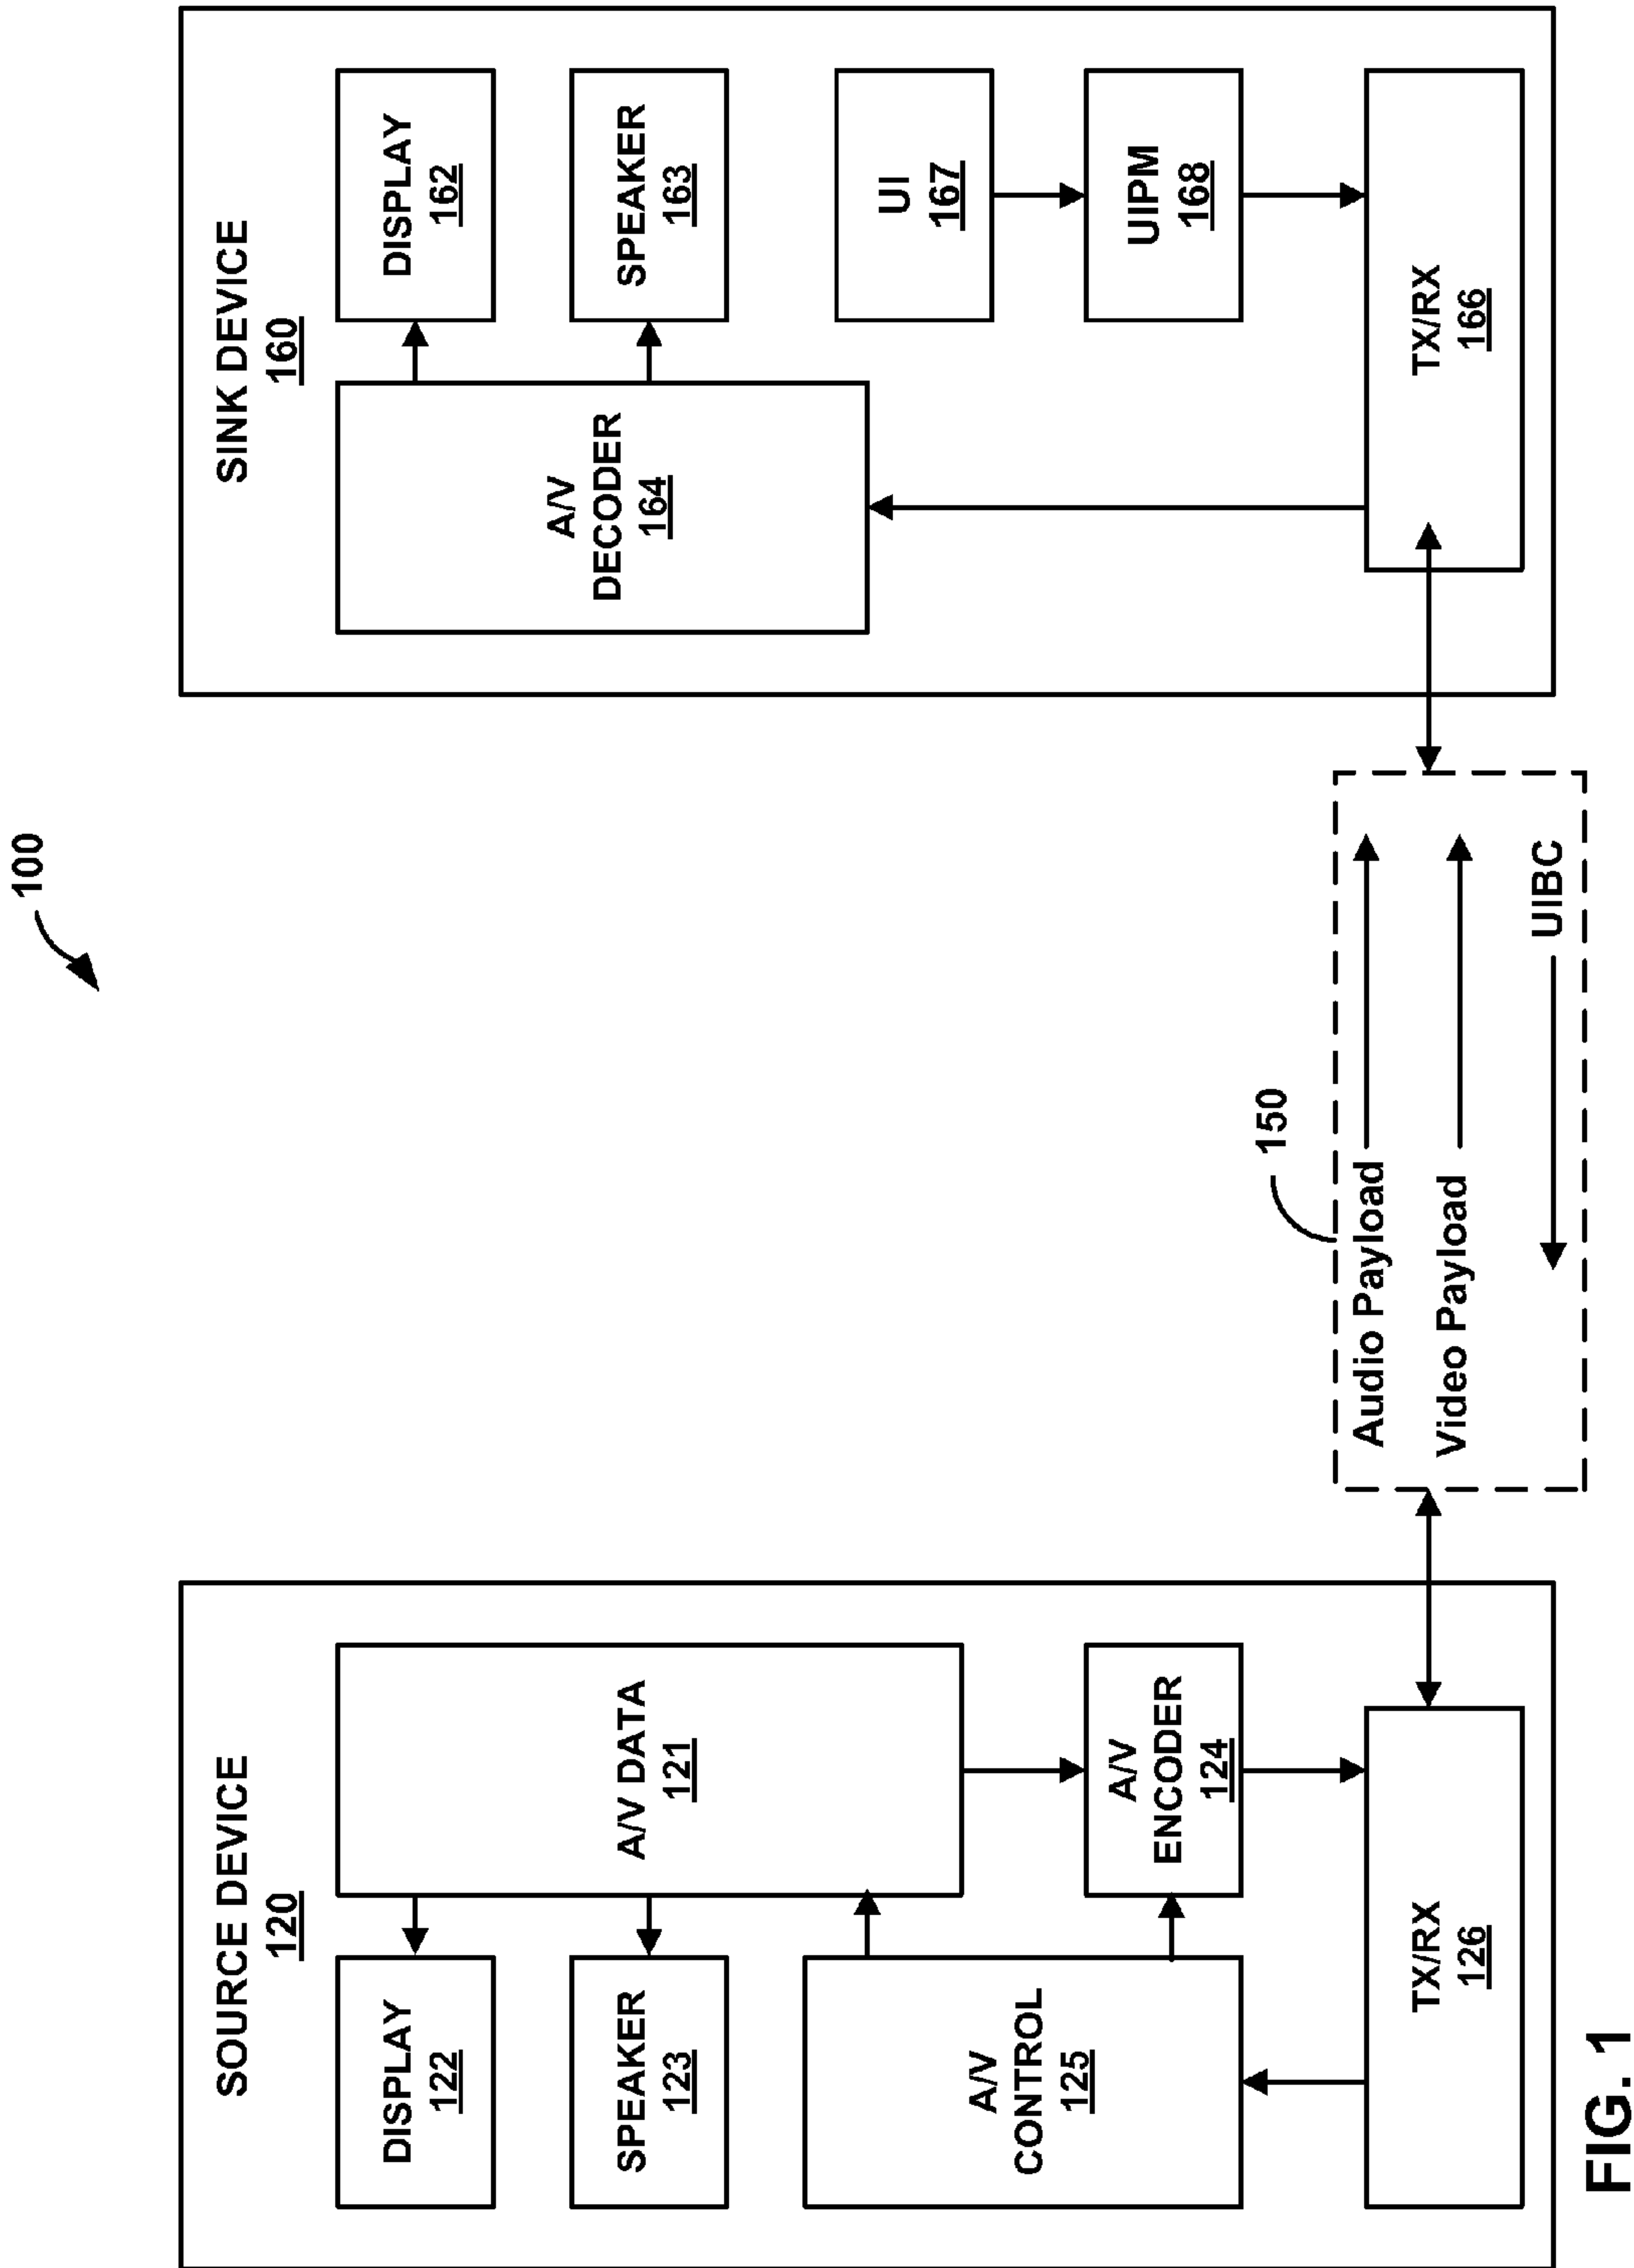 100
SOURCE DEVICE
120
DISPLAY
122
A/V DATA
121
SPEAKER
123
A/V
CONTROL
125
A/V
ENCODER
124
TX/RX
126
150
Audio Payload
Video Payload
UIBC
SINK DEVICE
160
A/V
DECODER
164
DISPLAY
162
SPEAKER
163
UI
167
UIPM
168
TX/RX
166
FIG. 1